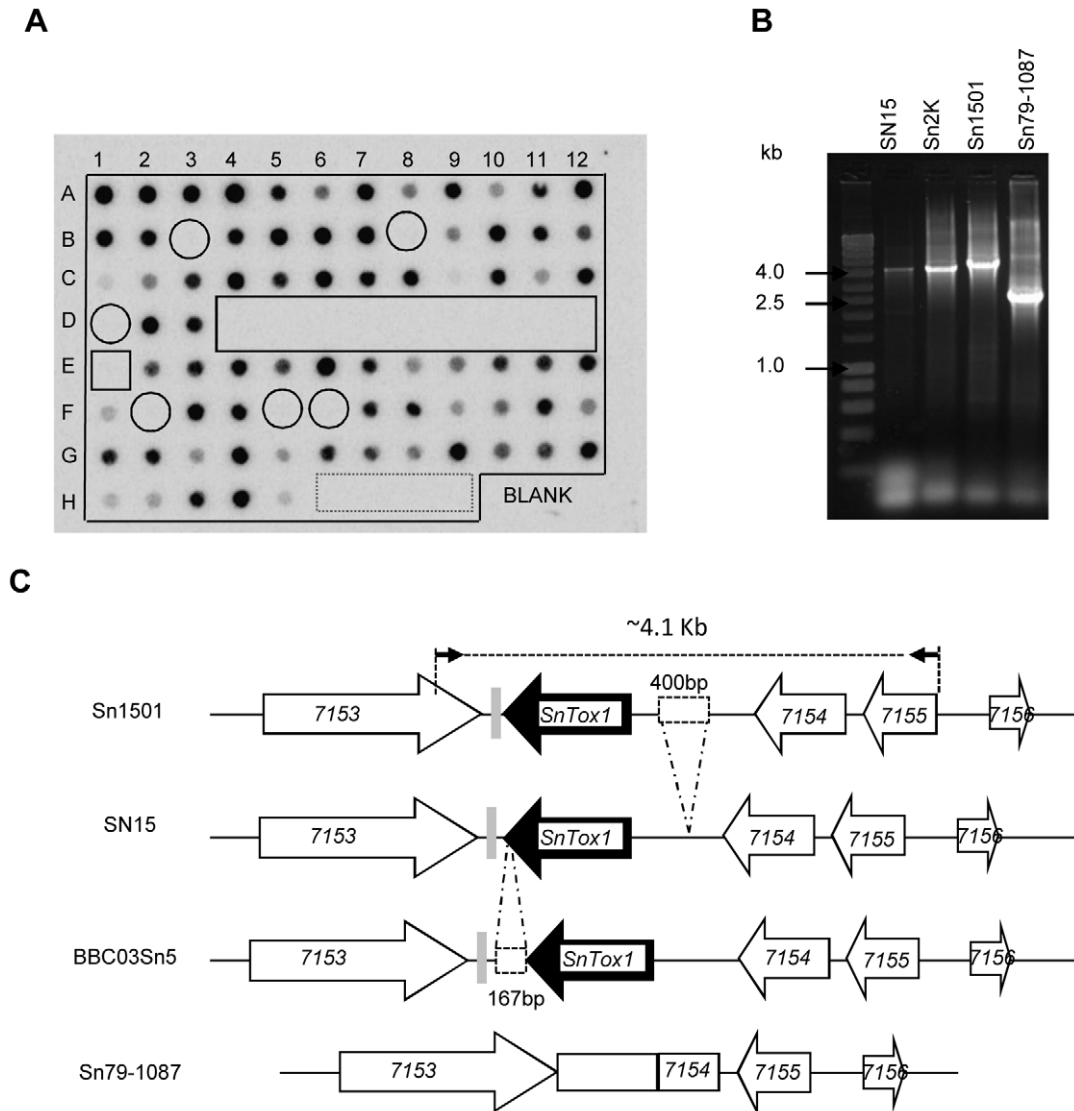 A
1 2 3 4 5 6 7 8 9 10 11 12
A
B
C
D
E
F
G
H
BLANK
B
SN15
Sn2K
Sn1501
Sn79-1087
kb
4.0
2.5
1.0
C
~4.1 Kb
Sn1501
7153
SnTox1
400bp
7154
7155
7156
SN15
7153
SnTox1
7154
7155
7156
BBC03Sn5
7153
167bp
SnTox1
7154
7155
7156
Sn79-1087
7153
7154
7155
7156